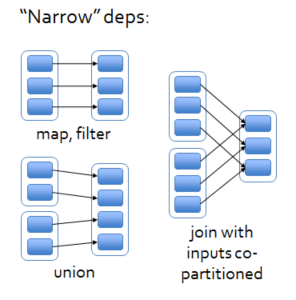 “Narrow” deps:
map, filter
union
join with
inputs co-
partitioned